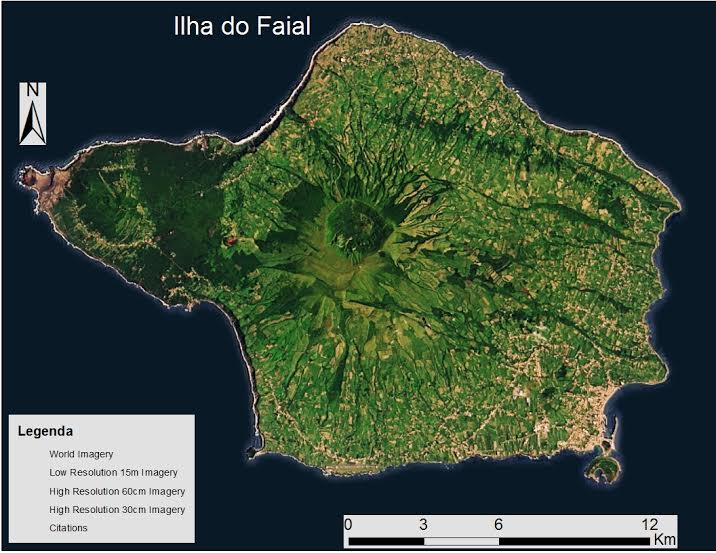 Ilha do Faial
N
Legenda
World Imagery
Low Resolution 15m Imagery
High Resolution 60cm Imagery
High Resolution 30cm Imagery
Citations
0 3 6 12
Km